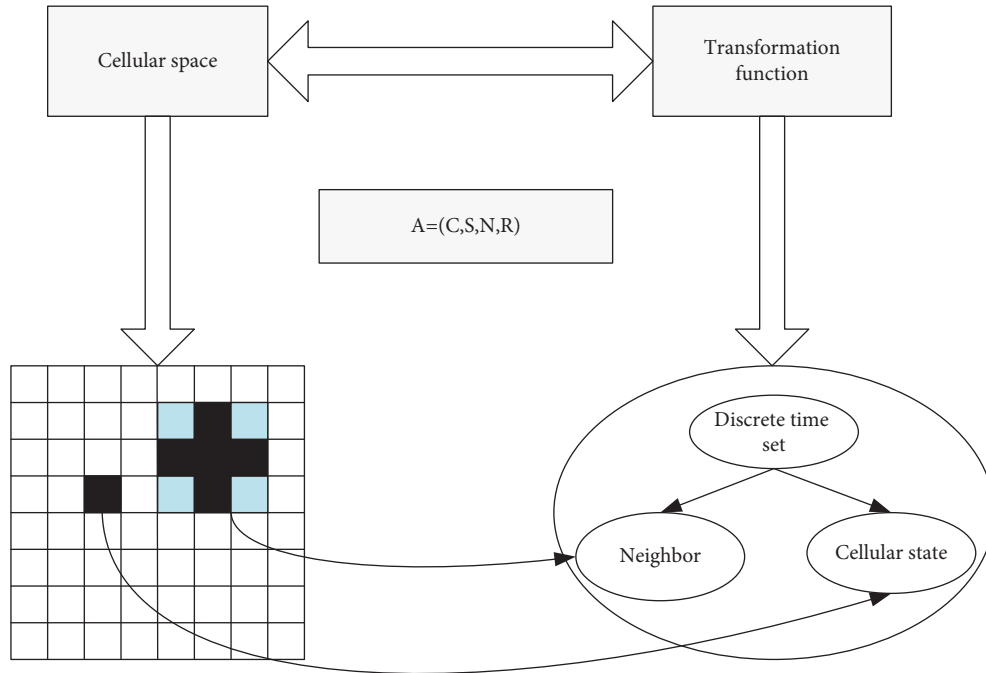 Cellular space
Transformation
function
A=(C,S,N,R)
Discrete time
set
Neighbor
Cellular state